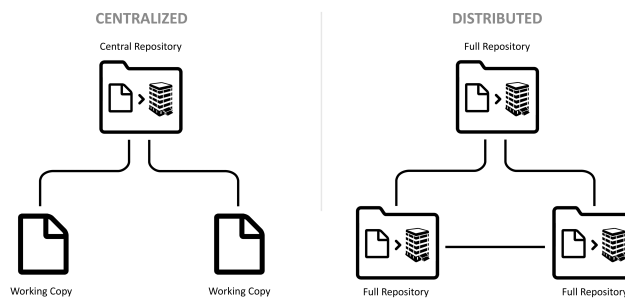 CENTRALIZED
Central Repository
Working Copy
Working Copy
DISTRIBUTED
Full Repository
Full Repository
Full Repository